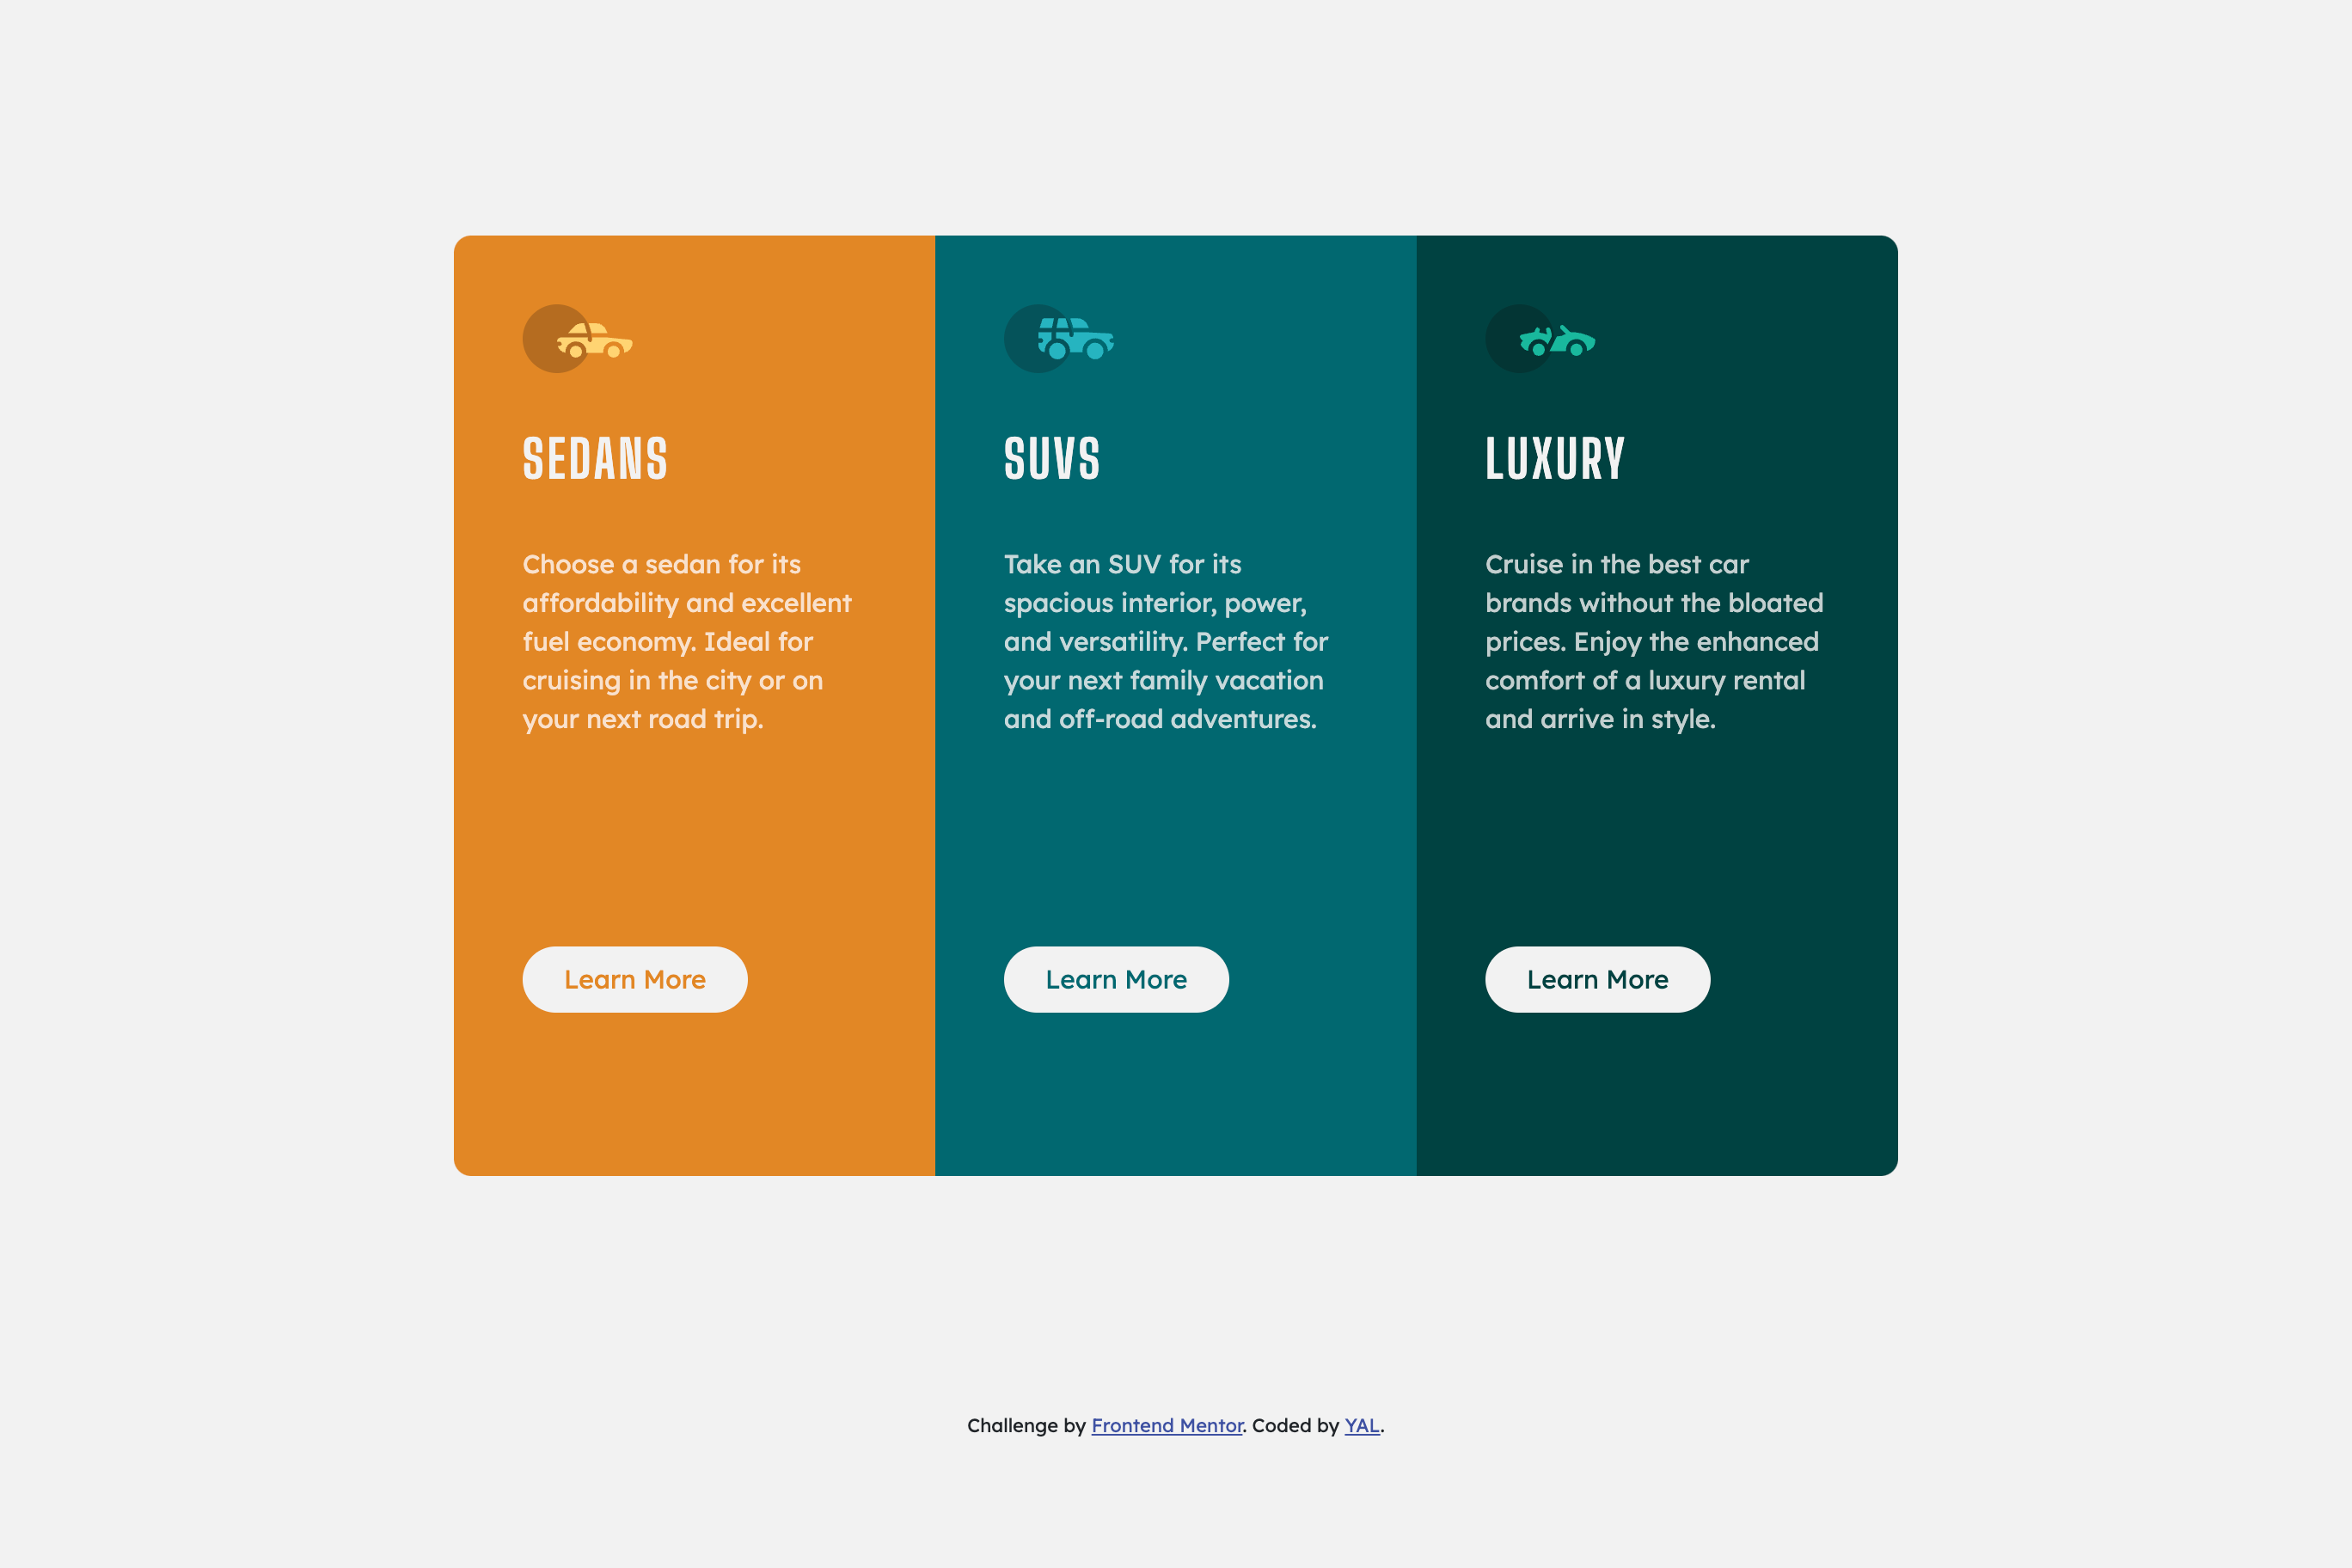 SEDANS
Choose a sedan for its
affordability and excellent
fuel economy. Ideal for
cruising in the city or on
your next road trip.
Learn More
SUVS
Take an SUV for its
spacious interior, power,
and versatility. Perfect for
your next family vacation
and off-road adventures.
Learn More
LUXURY
Cruise in the best car
brands without the bloated
prices. Enjoy the enhanced
comfort of a luxury rental
and arrive in style.
Learn More
Challenge by Frontend Mentor. Coded by YAL.